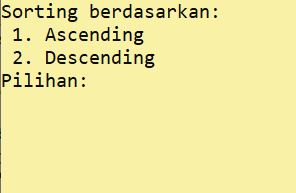 Sorting berdasarkan:
1. Ascending
2. Descending
Pilihan: